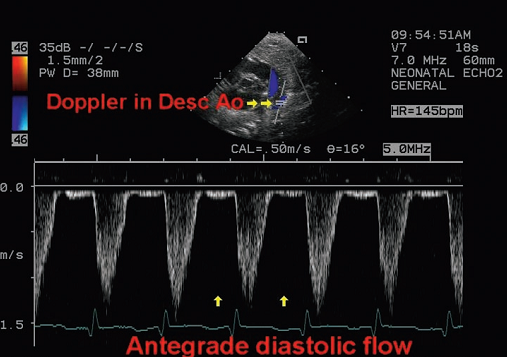 .46
.46
35dB -/ -/-/S
1.5mm/2
PW D= 38mm
Doppler in Desc Ao
09:54:51AM
V7 18s
7.0 MHz 60mm
NEONATAL ECHO2
GENERAL
HR=145bpm
CAL=.50m/s θ=16° 5.0MHz
0.0
m/s
1.5
Antegrade diastolic flow